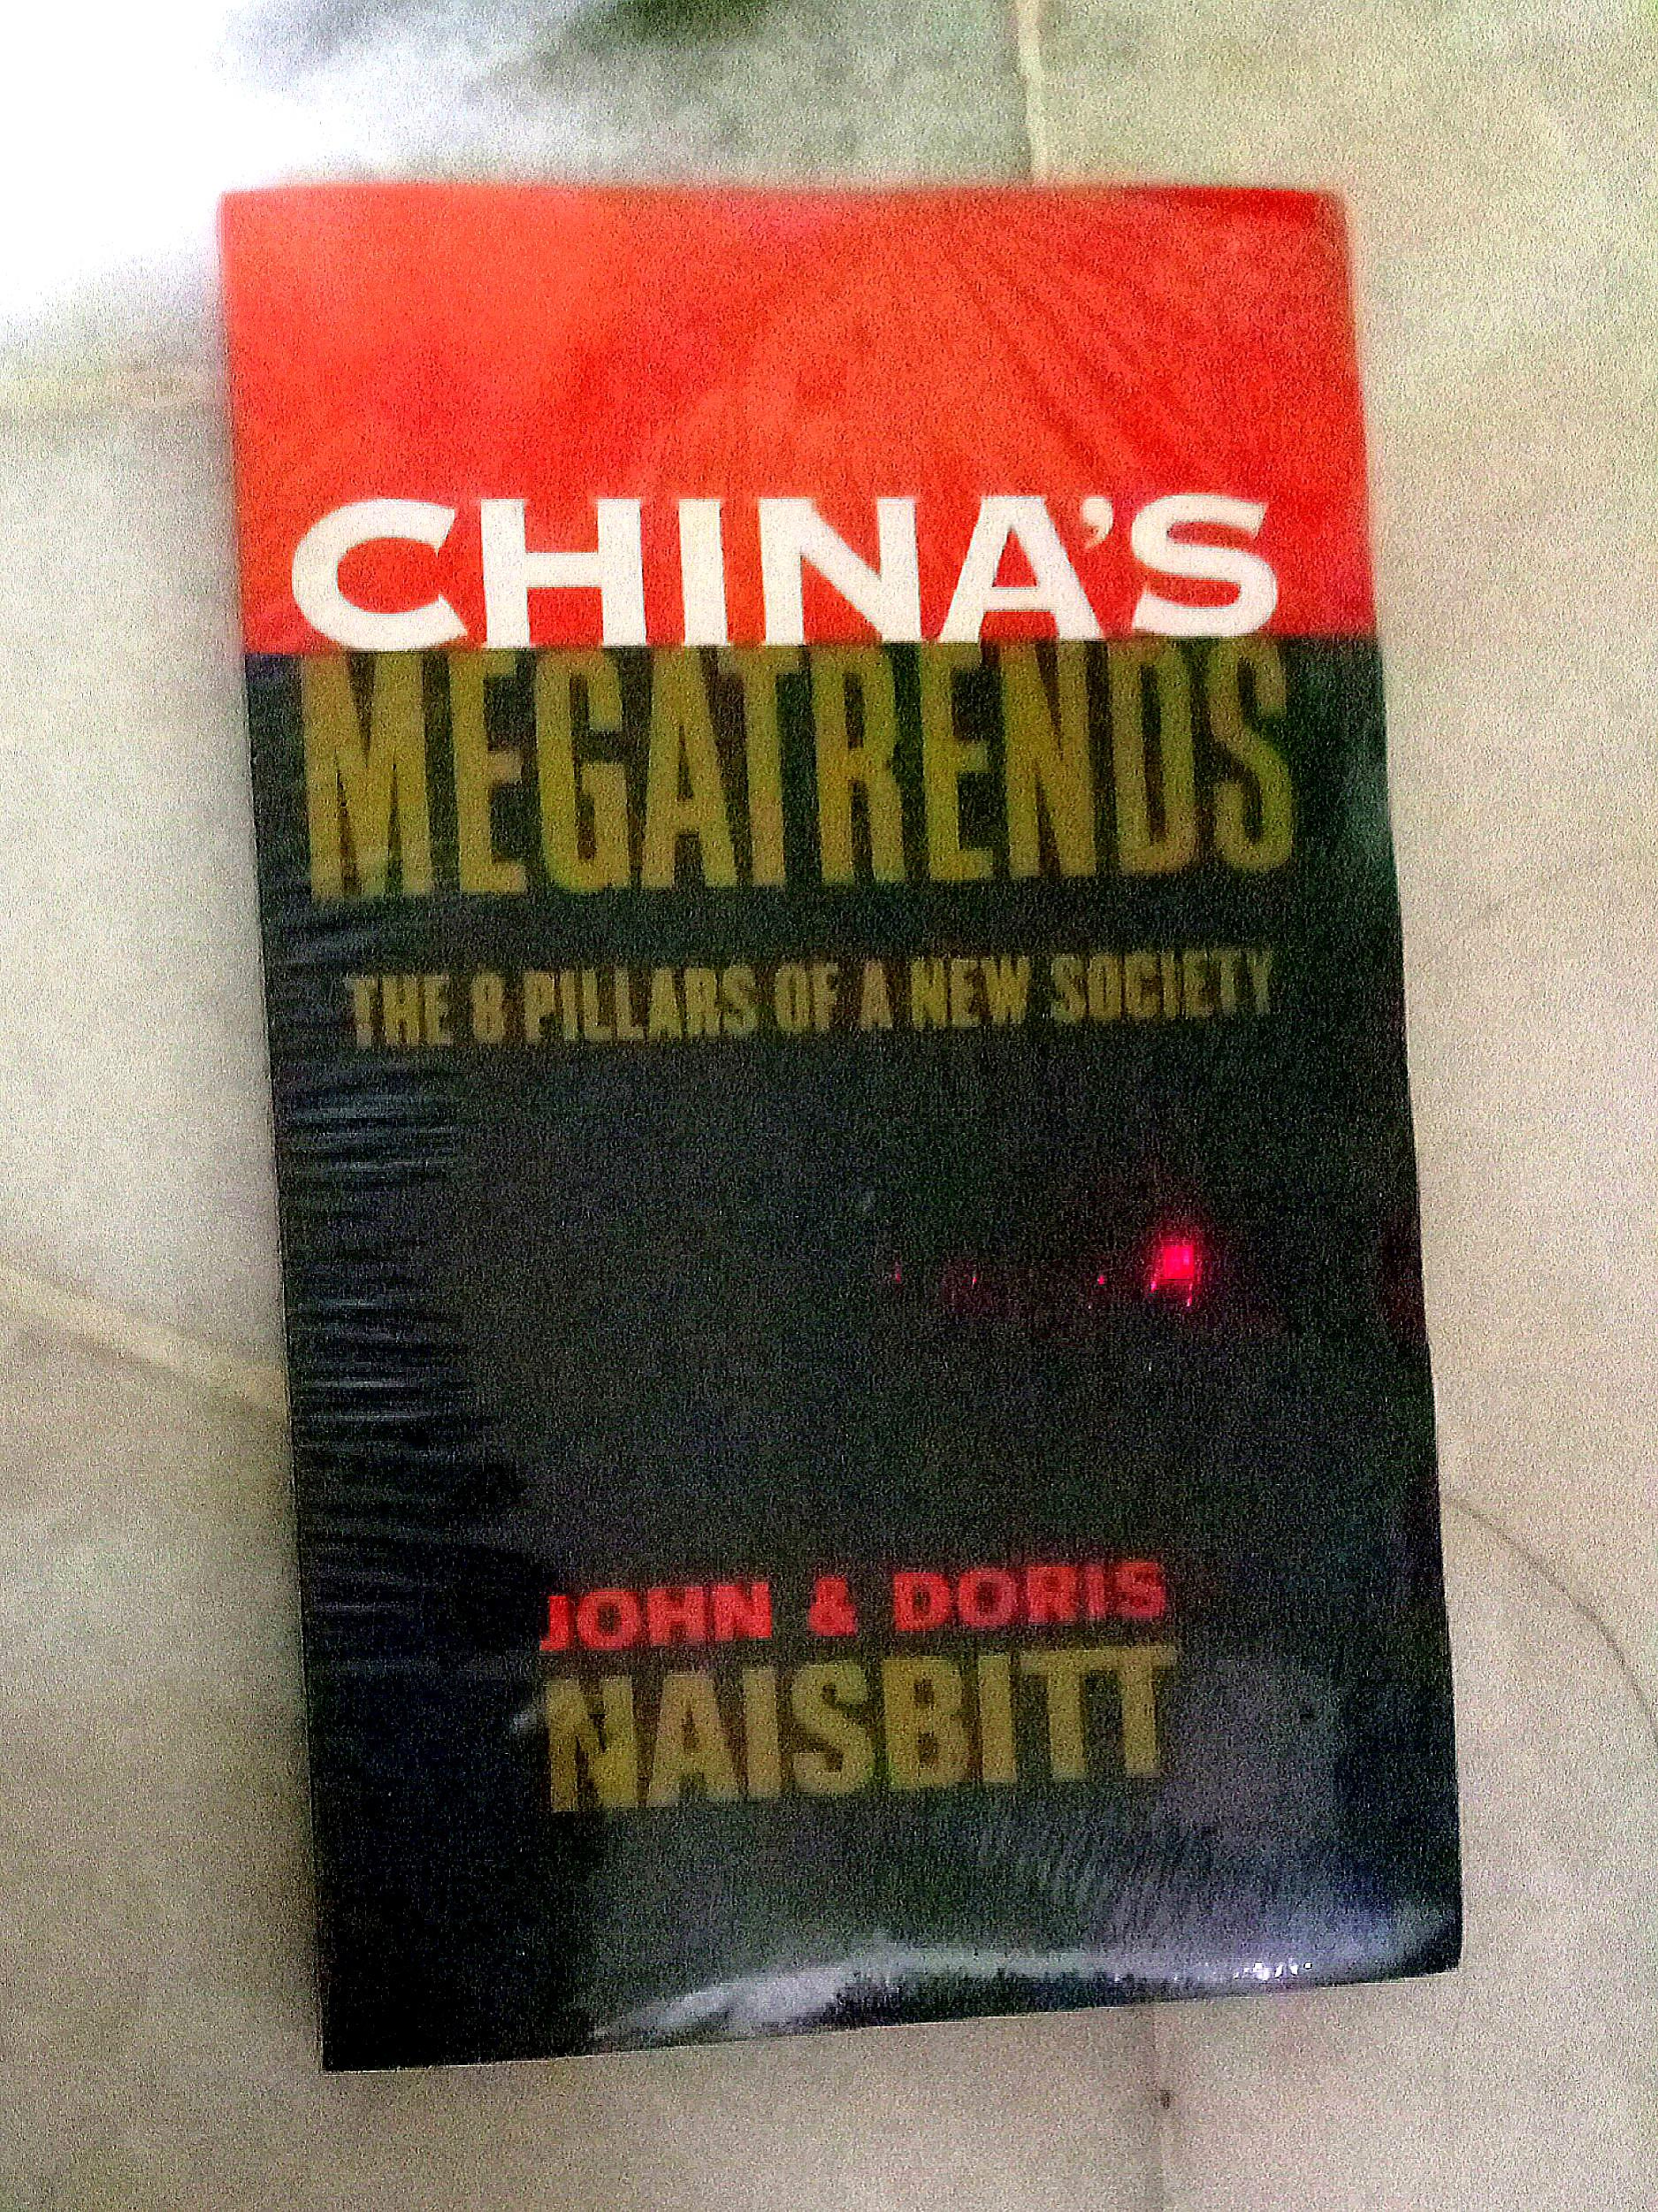 CHINA'S
MEGATRENDS
THE 8 PILLARS OF A NEW SOCIETY
JOHN & DORIS
NAISBITT